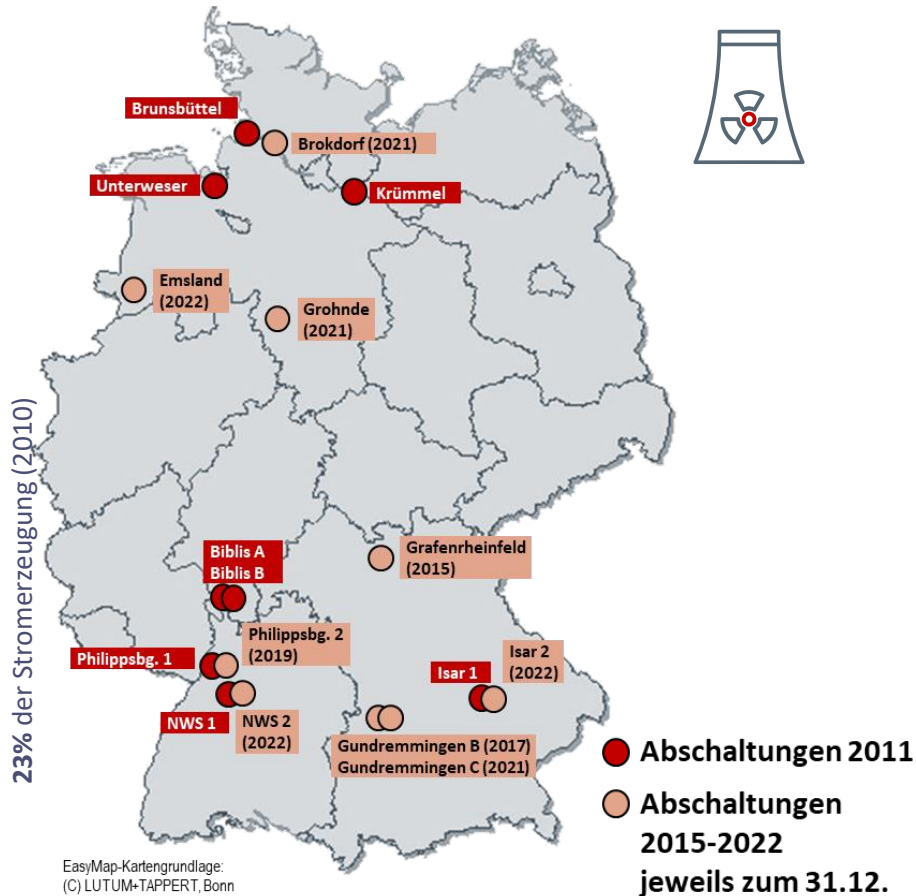 Brunsbüttel
Brokdorf (2021)
Unterweser
Krümmel
Emsland
(2022)
Grohnde
(2021)
23% der Stromerzeugung (2010)
Biblis A
Biblis B
Grafenrheinfeld
(2015)
Philippsbg. 2
(2019)
Philippsbg. 1
Isar 2
(2022)
Isar 1
NWS 1
NWS 2
(2022)
Gundremmingen B (2017)
Gundremmingen C (2021)
Abschaltungen 2011
Abschaltungen
2015-2022
jeweils zum 31.12.
EasyMap-Kartengrundlage:
(C) LUTUM+TAPPERT, Bonn